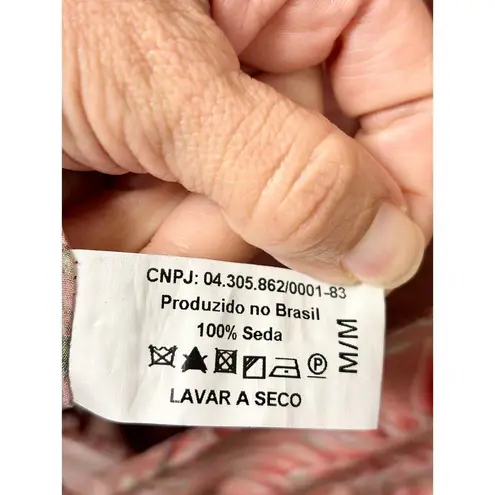 CNPJ: 04.305.862/0001-83
Produzido no Brasil
100% Seda
P
LAVAR A SECO
M/M